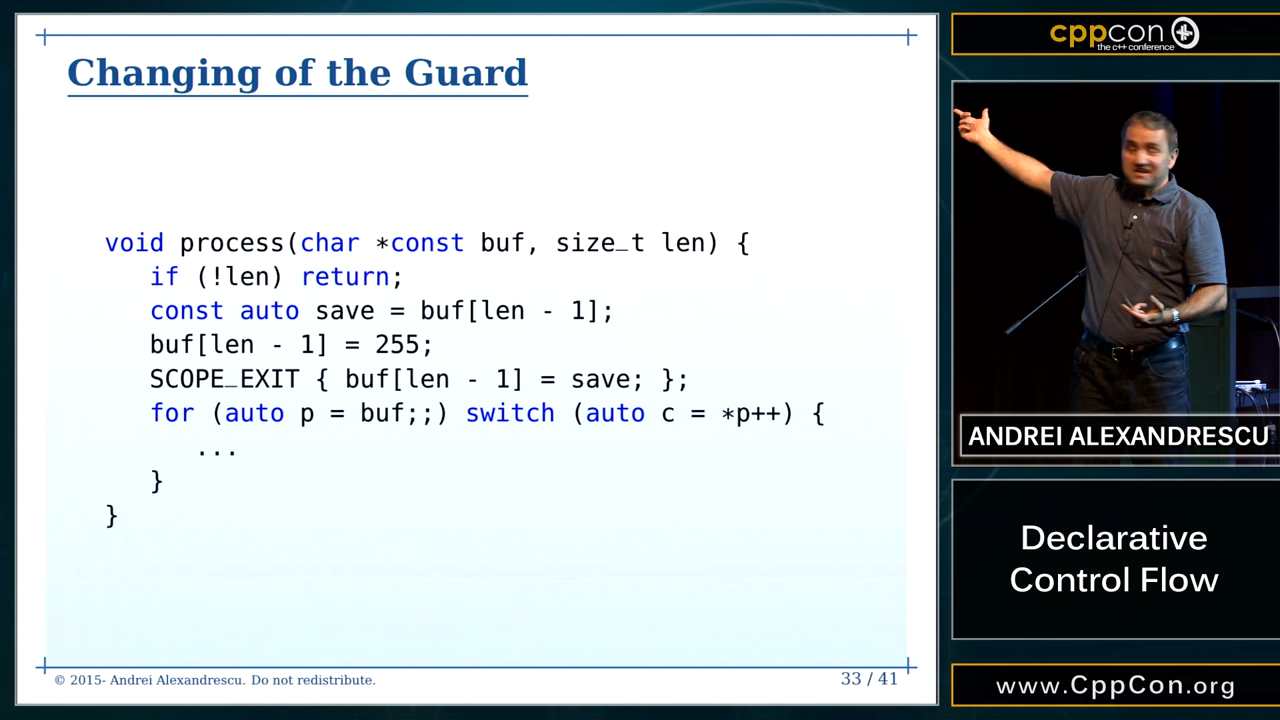 Changing of the Guard
void process(char *const buf, size_t len) {
if (!len) return;
const auto save = buf[len - 1];
buf[len - 1] = 255;
SCOPE_EXIT { buf[len - 1] = save; };
for (auto p = buf;;) switch (auto c = *p++) {
...
}
}
© 2015- Andrei Alexandrescu. Do not redistribute.
33 / 41
cppcon
the c++ conference
ANDREI ALEXANDRESCU
Declarative
Control Flow
www.CppCon.org